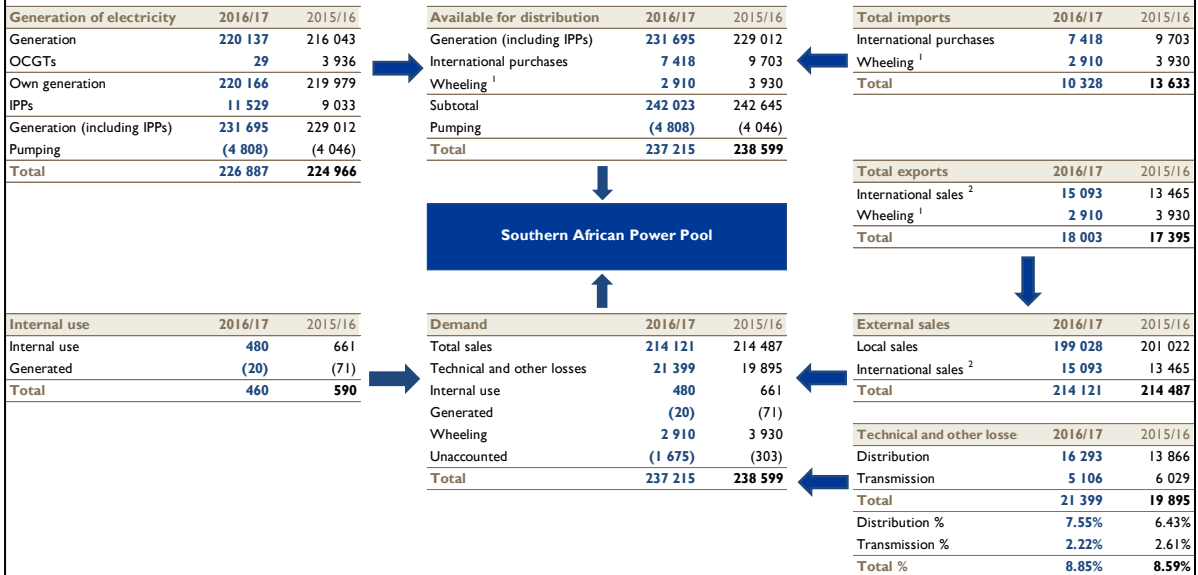 Generation of electricity 2016/17 2015/16
Generation 220 137 216 043
OCGTs 29 3 936
Own generation 220 166 219 979
IPPs 11 529 9 033
Generation (including IPPs) 231 695 229 012
Pumping (4 808) (4 046)
Total 226 887 224 966
Available for distribution 2016/17 2015/16
Generation (including IPPs) 231 695 229 012
International purchases 7 418 9 703
Wheeling 1 2 910 3 930
Subtotal 242 023 242 645
Pumping (4 808) (4 046)
Total 237 215 238 599
Total imports 2016/17 2015/16
International purchases 7 418 9 703
Wheeling 1 2 910 3 930
Total 10 328 13 633
Total exports 2016/17 2015/16
International sales 2 15 093 13 465
Wheeling 1 2 910 3 930
Total 18 003 17 395
Southern African Power Pool
Internal use 2016/17 2015/16
Internal use 480 661
Generated (20) (71)
Total 460 590
Demand 2016/17 2015/16
Total sales 214 121 214 487
Technical and other losses 21 399 19 895
Internal use 480 661
Generated (20) (71)
Wheeling 2 910 3 930
Unaccounted (1 675) (303)
Total 237 215 238 599
External sales 2016/17 2015/16
Local sales 199 028 201 022
International sales 2 15 093 13 465
Total 214 121 214 487
Technical and other losse 2016/17 2015/16
Distribution 16 293 13 866
Transmission 5 106 6 029
Total 21 399 19 895
Distribution % 7.55% 6.43%
Transmission % 2.22% 2.61%
Total % 8.85% 8.59%